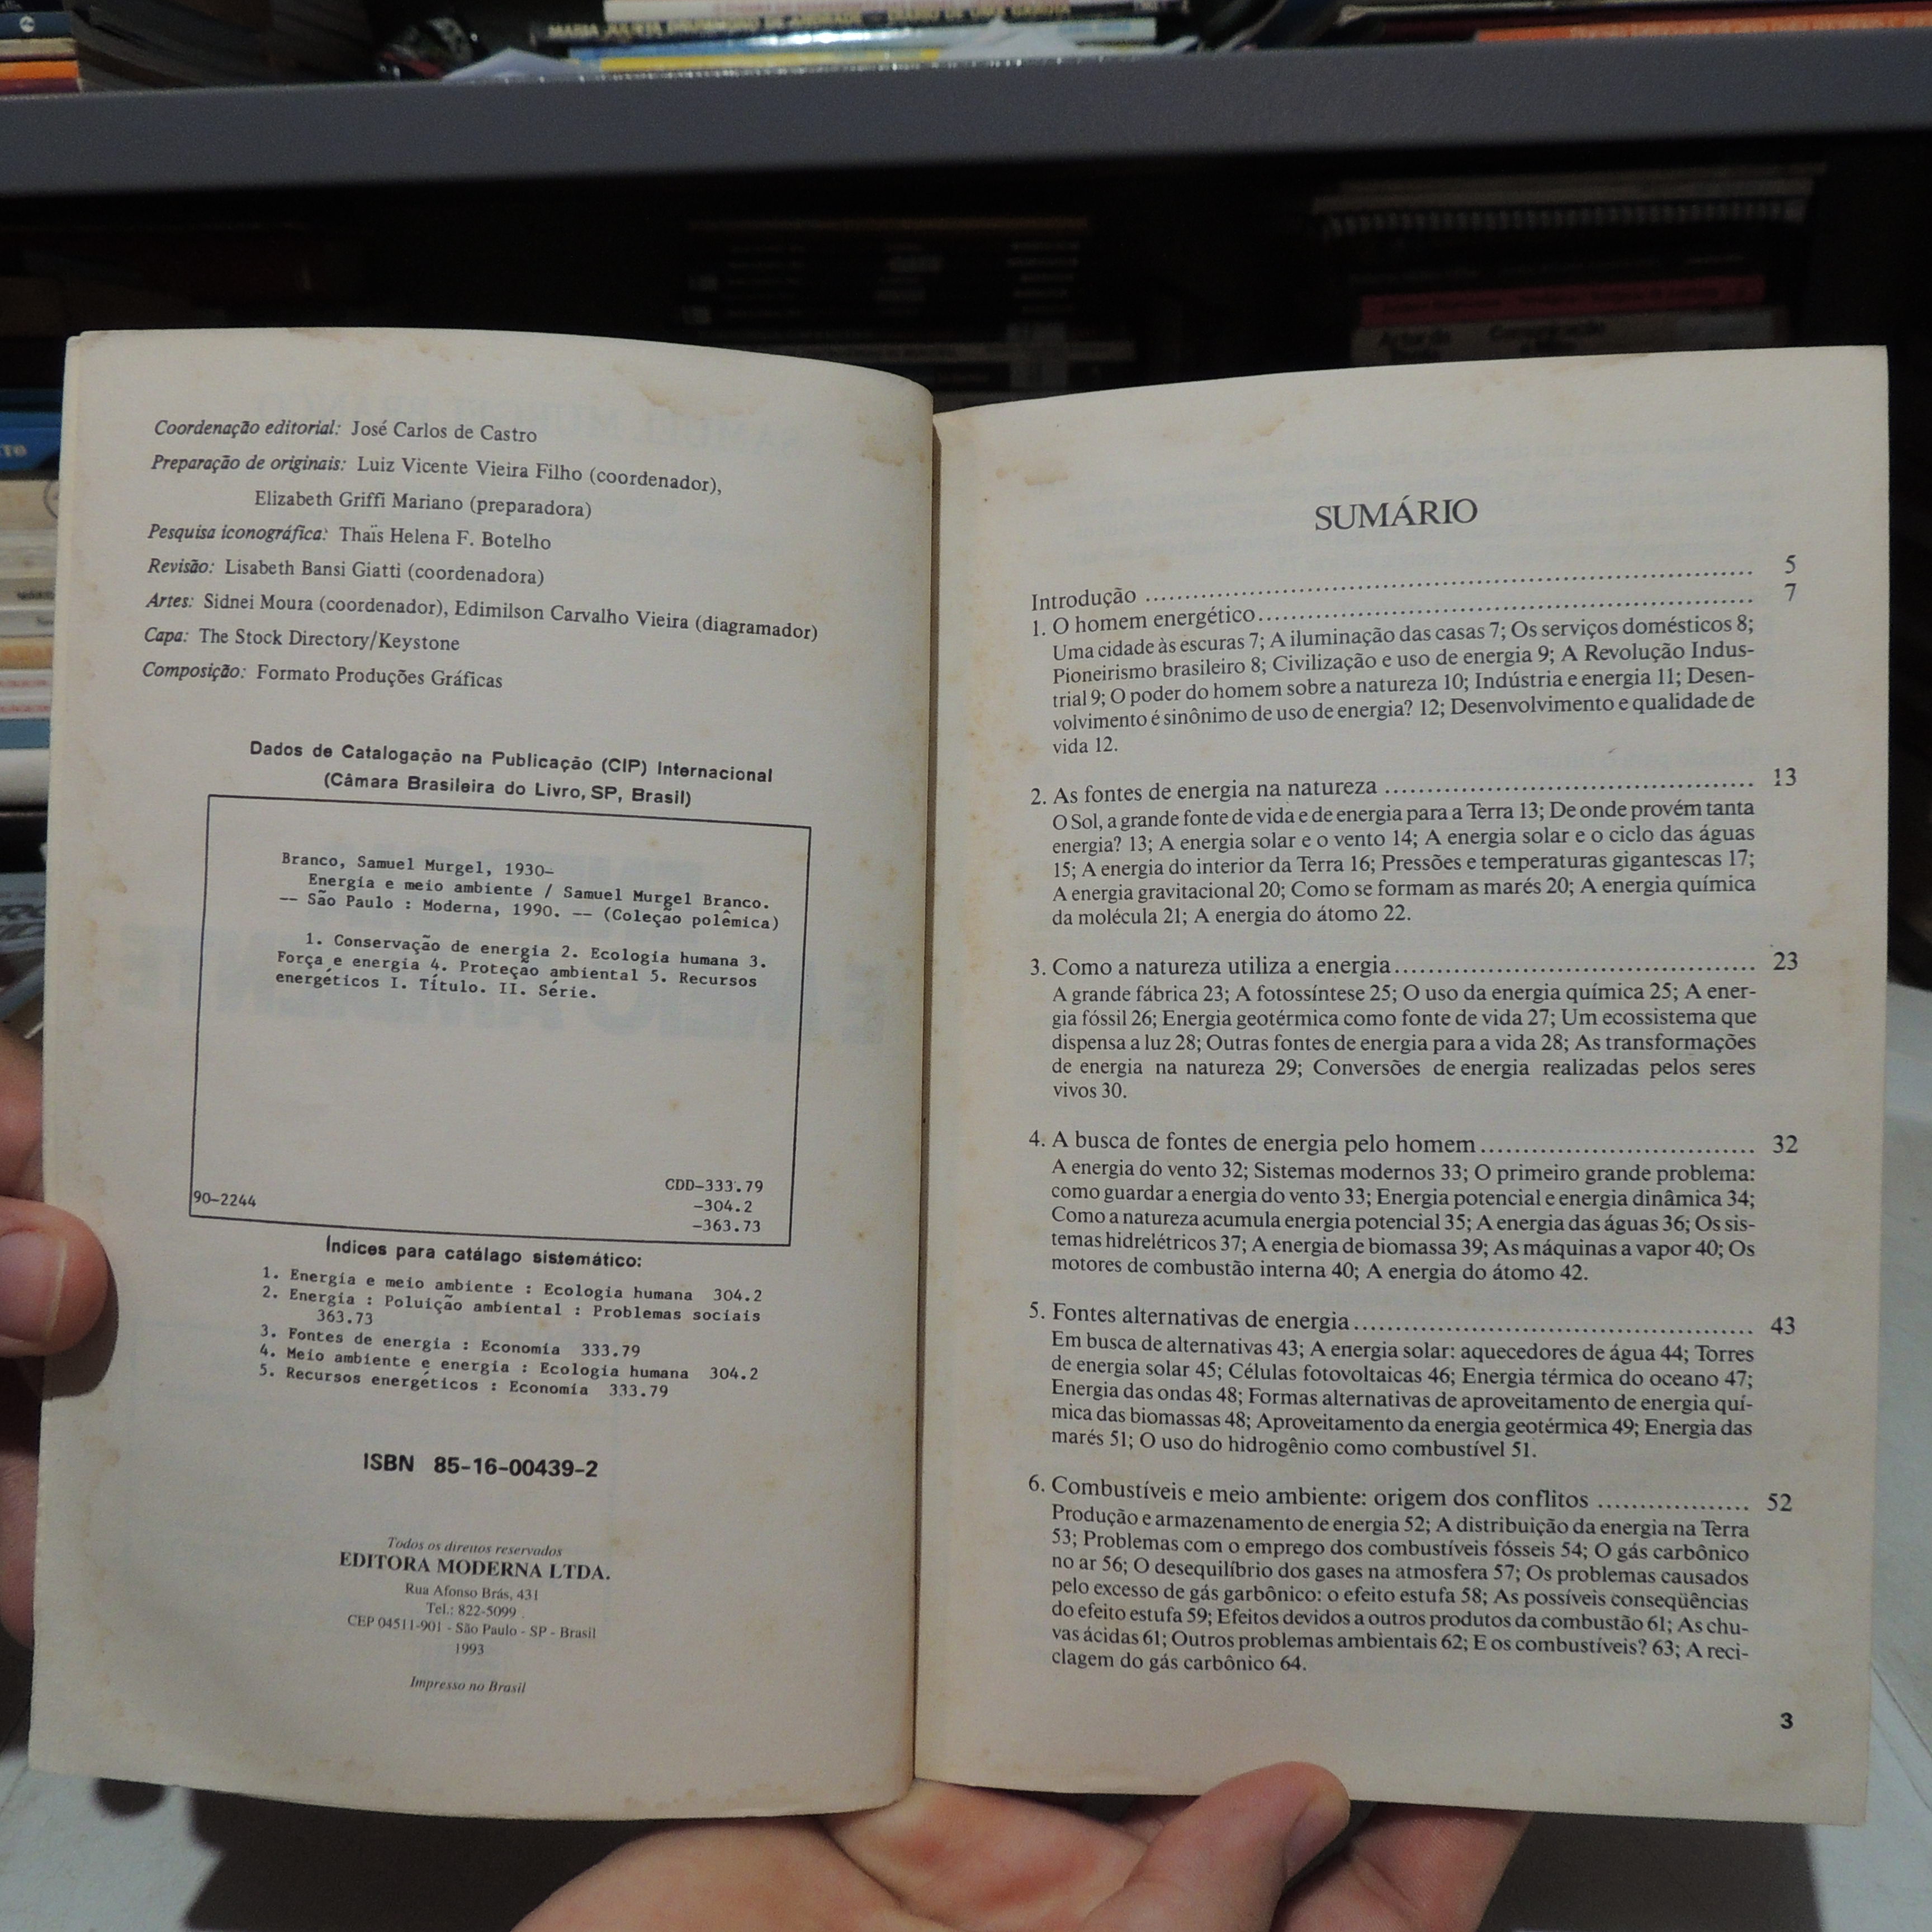 MARIA JULIETA DRUMMOND DE ANDRADE - DIÁRIO DE UMA GAROTA
Coordenação editorial: José Carlos de Castro
Preparação de originais: Luiz Vicente Vieira Filho (coordenador),
Elizabeth Griffi Mariano (preparadora)
Pesquisa iconográfica: Thaïs Helena F. Botelho
Revisão: Lisabeth Bansi Giatti (coordenadora)
Artes: Sidnei Moura (coordenador), Edimilson Carvalho Vieira (diagramador)
Capa: The Stock Directory/Keystone
Composição: Formato Produções Gráficas
Dados de Catalogação na Publicação (CIP) Internacional
(Câmara Brasileira do Livro, SP, Brasil)
Branco, Samuel Murgel, 1930-
Energia e meio ambiente / Samuel Murgel Branco.
-- São Paulo : Moderna, 1990. -- (Coleção polêmica)
1. Conservação de energia 2. Ecologia humana 3.
Força e energia 4. Proteção ambiental 5. Recursos
energéticos I. Título. II. Série.
CDD-333.79
-304.2
90-2244
-363.73
Índices para catálago sistemático:
1. Energia e meio ambiente : Ecologia humana 304.2
2. Energia : Poluição ambiental : Problemas sociais
363.73
3. Fontes de energia : Economia 333.79
4. Meio ambiente e energia : Ecologia humana 304.2
5. Recursos energéticos : Economia 333.79
ISBN 85-16-00439-2
Todos os direitos reservados
EDITORA MODERNA LTDA.
Rua Afonso Brás, 431
Tel.: 822-5099
CEP 04511-901 - São Paulo - SP - Brasil
1993
Impresso no Brasil
SUMÁRIO
Introdução ........................................ 5
1. O homem energético........................................ 7
Uma cidade às escuras 7; A iluminação das casas 7; Os serviços domésticos 8;
Pioneirismo brasileiro 8; Civilização e uso de energia 9; A Revolução Indus-
trial 9; O poder do homem sobre a natureza 10; Indústria e energia 11; Desen-
volvimento é sinônimo de uso de energia? 12; Desenvolvimento e qualidade de
vida 12.
2. As fontes de energia na natureza ........................................ 13
O Sol, a grande fonte de vida e de energia para a Terra 13; De onde provém tanta
energia? 13; A energia solar e o vento 14; A energia solar e o ciclo das águas
15; A energia do interior da Terra 16; Pressões e temperaturas gigantescas 17;
A energia gravitacional 20; Como se formam as marés 20; A energia química
da molécula 21; A energia do átomo 22.
3. Como a natureza utiliza a energia........................................ 23
A grande fábrica 23; A fotossíntese 25; O uso da energia química 25; A ener-
gia fóssil 26; Energia geotérmica como fonte de vida 27; Um ecossistema que
dispensa a luz 28; Outras fontes de energia para a vida 28; As transformações
de energia na natureza 29; Conversões de energia realizadas pelos seres
vivos 30.
4. A busca de fontes de energia pelo homem.............................. 32
A energia do vento 32; Sistemas modernos 33; O primeiro grande problema:
como guardar a energia do vento 33; Energia potencial e energia dinâmica 34;
Como a natureza acumula energia potencial 35; A energia das águas 36; Os sis-
temas hidrelétricos 37; A energia de biomassa 39; As máquinas a vapor 40; Os
motores de combustão interna 40; A energia do átomo 42.
5. Fontes alternativas de energia........................................ 43
Em busca de alternativas 43; A energia solar: aquecedores de água 44; Torres
de energia solar 45; Células fotovoltaicas 46; Energia térmica do oceano 47;
Energia das ondas 48; Formas alternativas de aproveitamento de energia quí-
mica das biomassas 48; Aproveitamento da energia geotérmica 49; Energia das
marés 51; O uso do hidrogênio como combustível 51.
6. Combustíveis e meio ambiente: origem dos conflitos .................. 52
Produção e armazenamento de energia 52; A distribuição da energia na Terra
53; Problemas com o emprego dos combustíveis fósseis 54; O gás carbônico
no ar 56; O desequilíbrio dos gases na atmosfera 57; Os problemas causados
pelo excesso de gás garbônico: o efeito estufa 58; As possíveis conseqüências
do efeito estufa 59; Efeitos devidos a outros produtos da combustão 61; As chu-
vas ácidas 61; Outros problemas ambientais 62; E os combustíveis? 63; A reci-
clagem do gás carbônico 64.
3